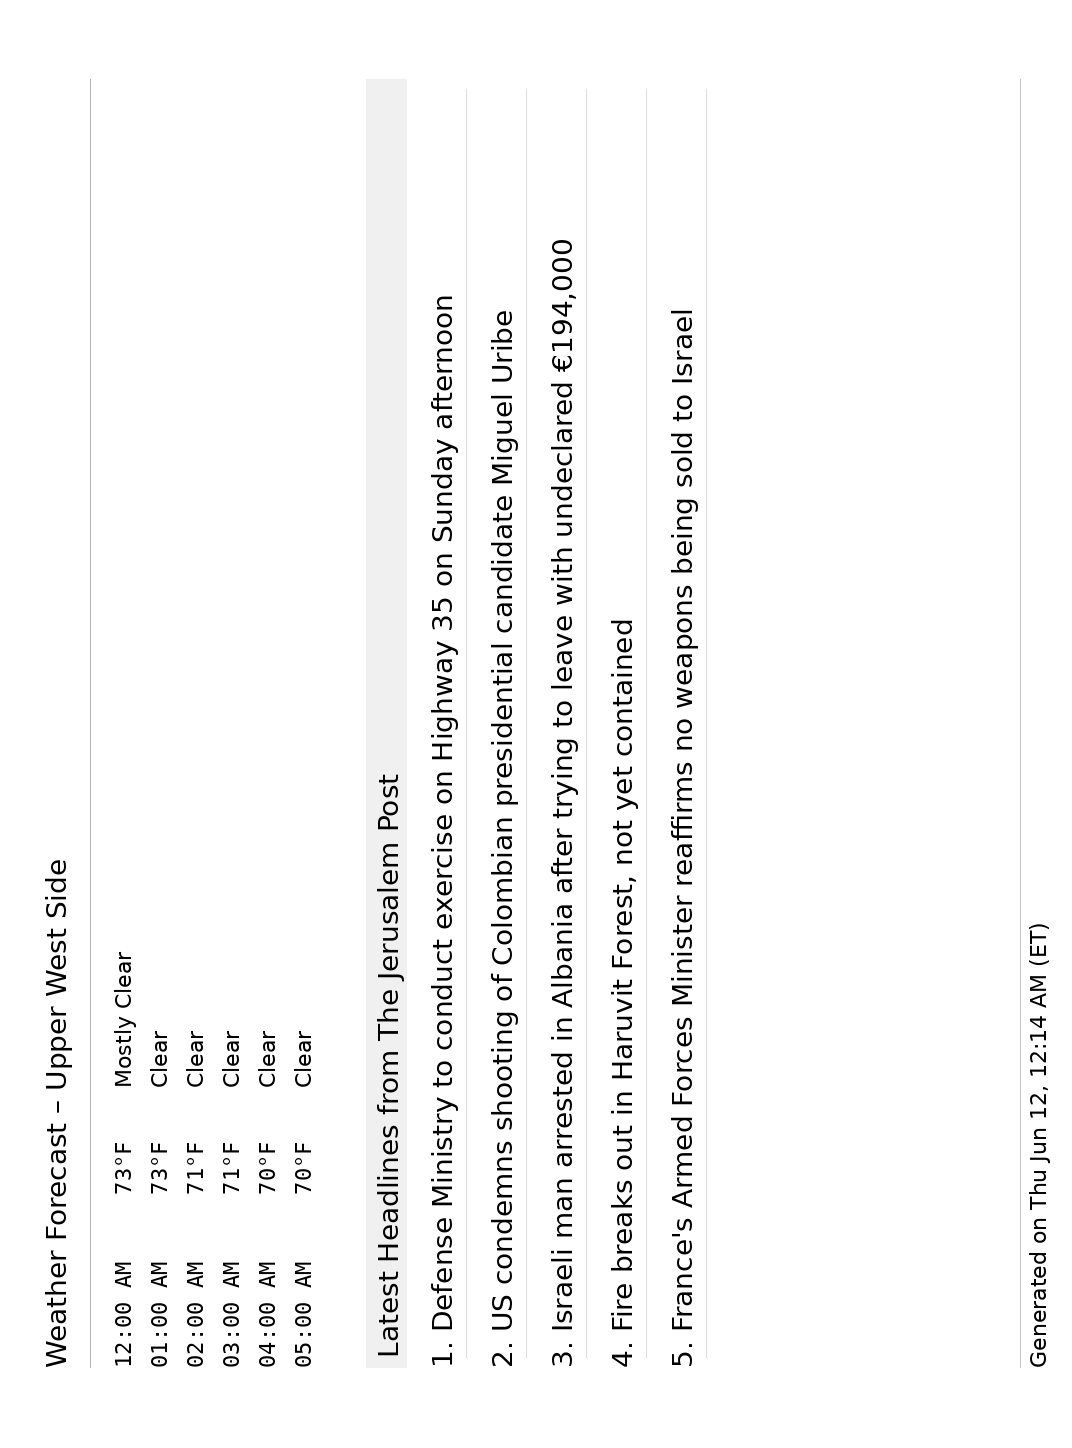 Weather Forecast – Upper West Side
12:00 AM 73°F Mostly Clear
01:00 AM 73°F Clear
02:00 AM 71°F Clear
03:00 AM 71°F Clear
04:00 AM 70°F Clear
05:00 AM 70°F Clear
Latest Headlines from The Jerusalem Post
1. Defense Ministry to conduct exercise on Highway 35 on Sunday afternoon
2. US condemns shooting of Colombian presidential candidate Miguel Uribe
3. Israeli man arrested in Albania after trying to leave with undeclared €194,000
4. Fire breaks out in Haruvit Forest, not yet contained
5. France's Armed Forces Minister reaffirms no weapons being sold to Israel
Generated on Thu Jun 12, 12:14 AM (ET)